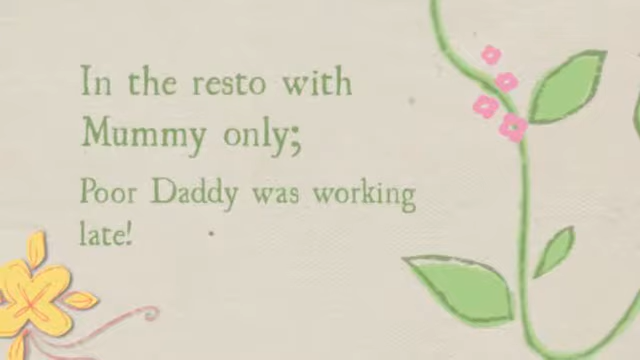 In the resto with
Mummy only;
Poor Daddy was working
late!